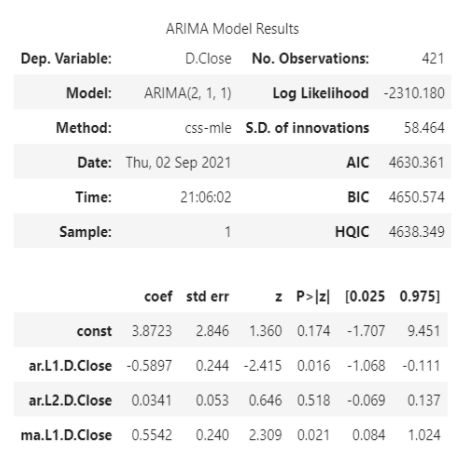 ARIMA Model Results
Dep. Variable: D.Close No. Observations: 421
Model: ARIMA(2, 1, 1) Log Likelihood -2310.180
Method: css-mle S.D. of innovations 58.464
Date: Thu, 02 Sep 2021 AIC 4630.361
Time: 21:06:02 BIC 4650.574
Sample: 1 HQIC 4638.349
coef std err z P>|z| [0.025 0.975]
const 3.8723 2.846 1.360 0.174 -1.707 9.451
ar.L1.D.Close -0.5897 0.244 -2.415 0.016 -1.068 -0.111
ar.L2.D.Close 0.0341 0.053 0.646 0.518 -0.069 0.137
ma.L1.D.Close 0.5542 0.240 2.309 0.021 0.084 1.024